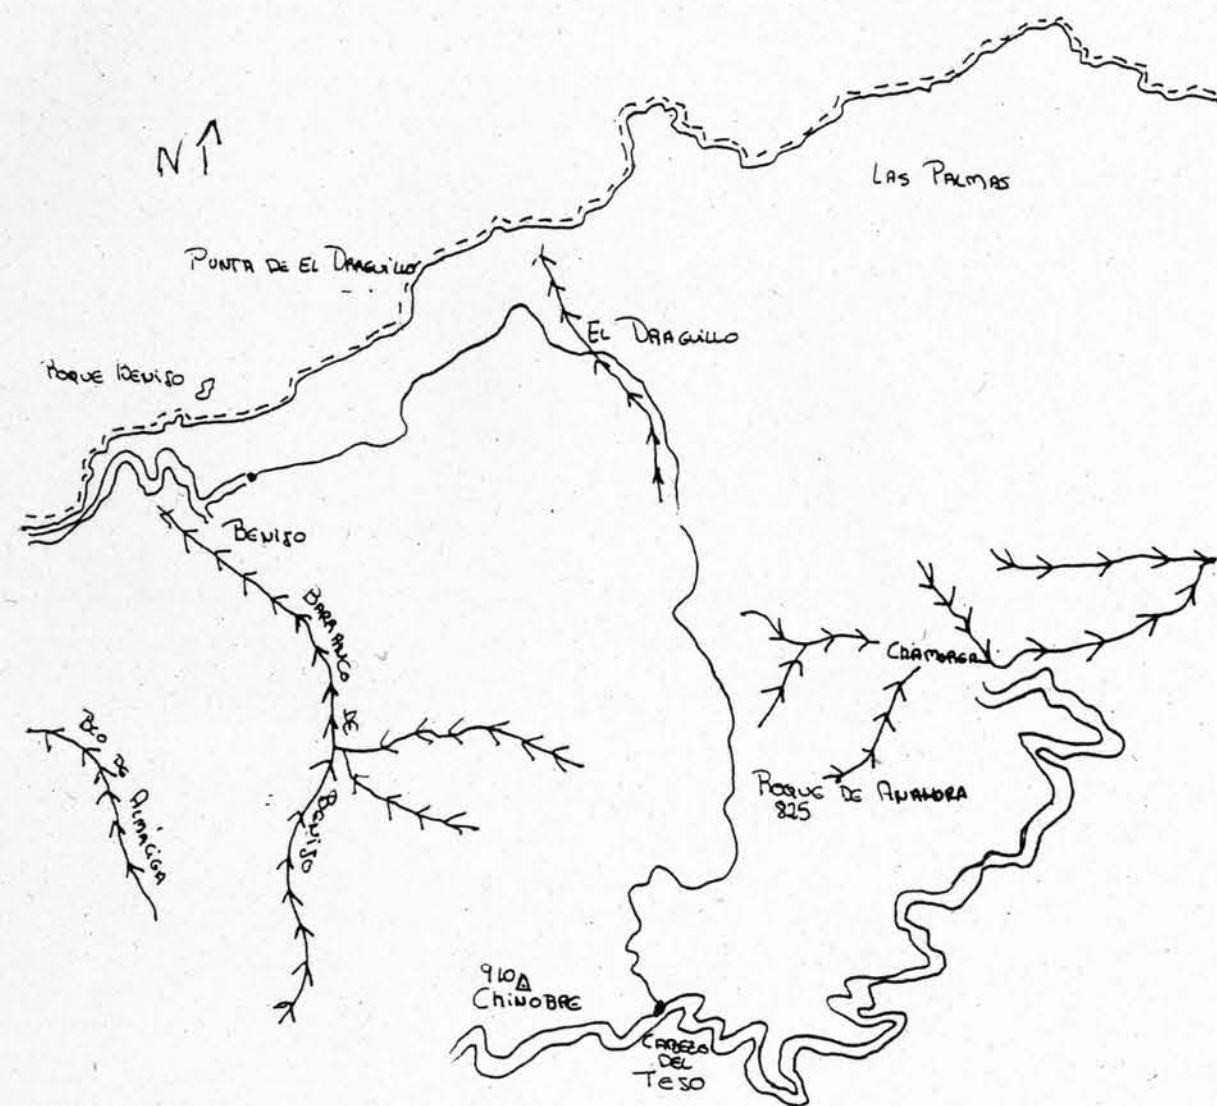 N
LAS PALMAS
PUNTA DE EL DRAGUILLO
EL DRAGUILLO
ROQUE BENIJO
BENIJO
BARRANCO
DE
BENIJO
CHAMORGA
BCO DE ALMACIGA
ROQUE DE ANAMBRA
825
910
CHINOBRE
CABEZO
DEL
TESO